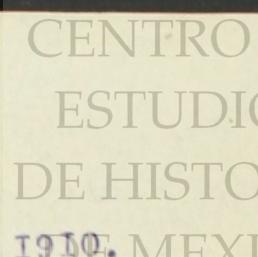 CENTRO
ESTUDI
DE HISTO
1910.
E MEXI